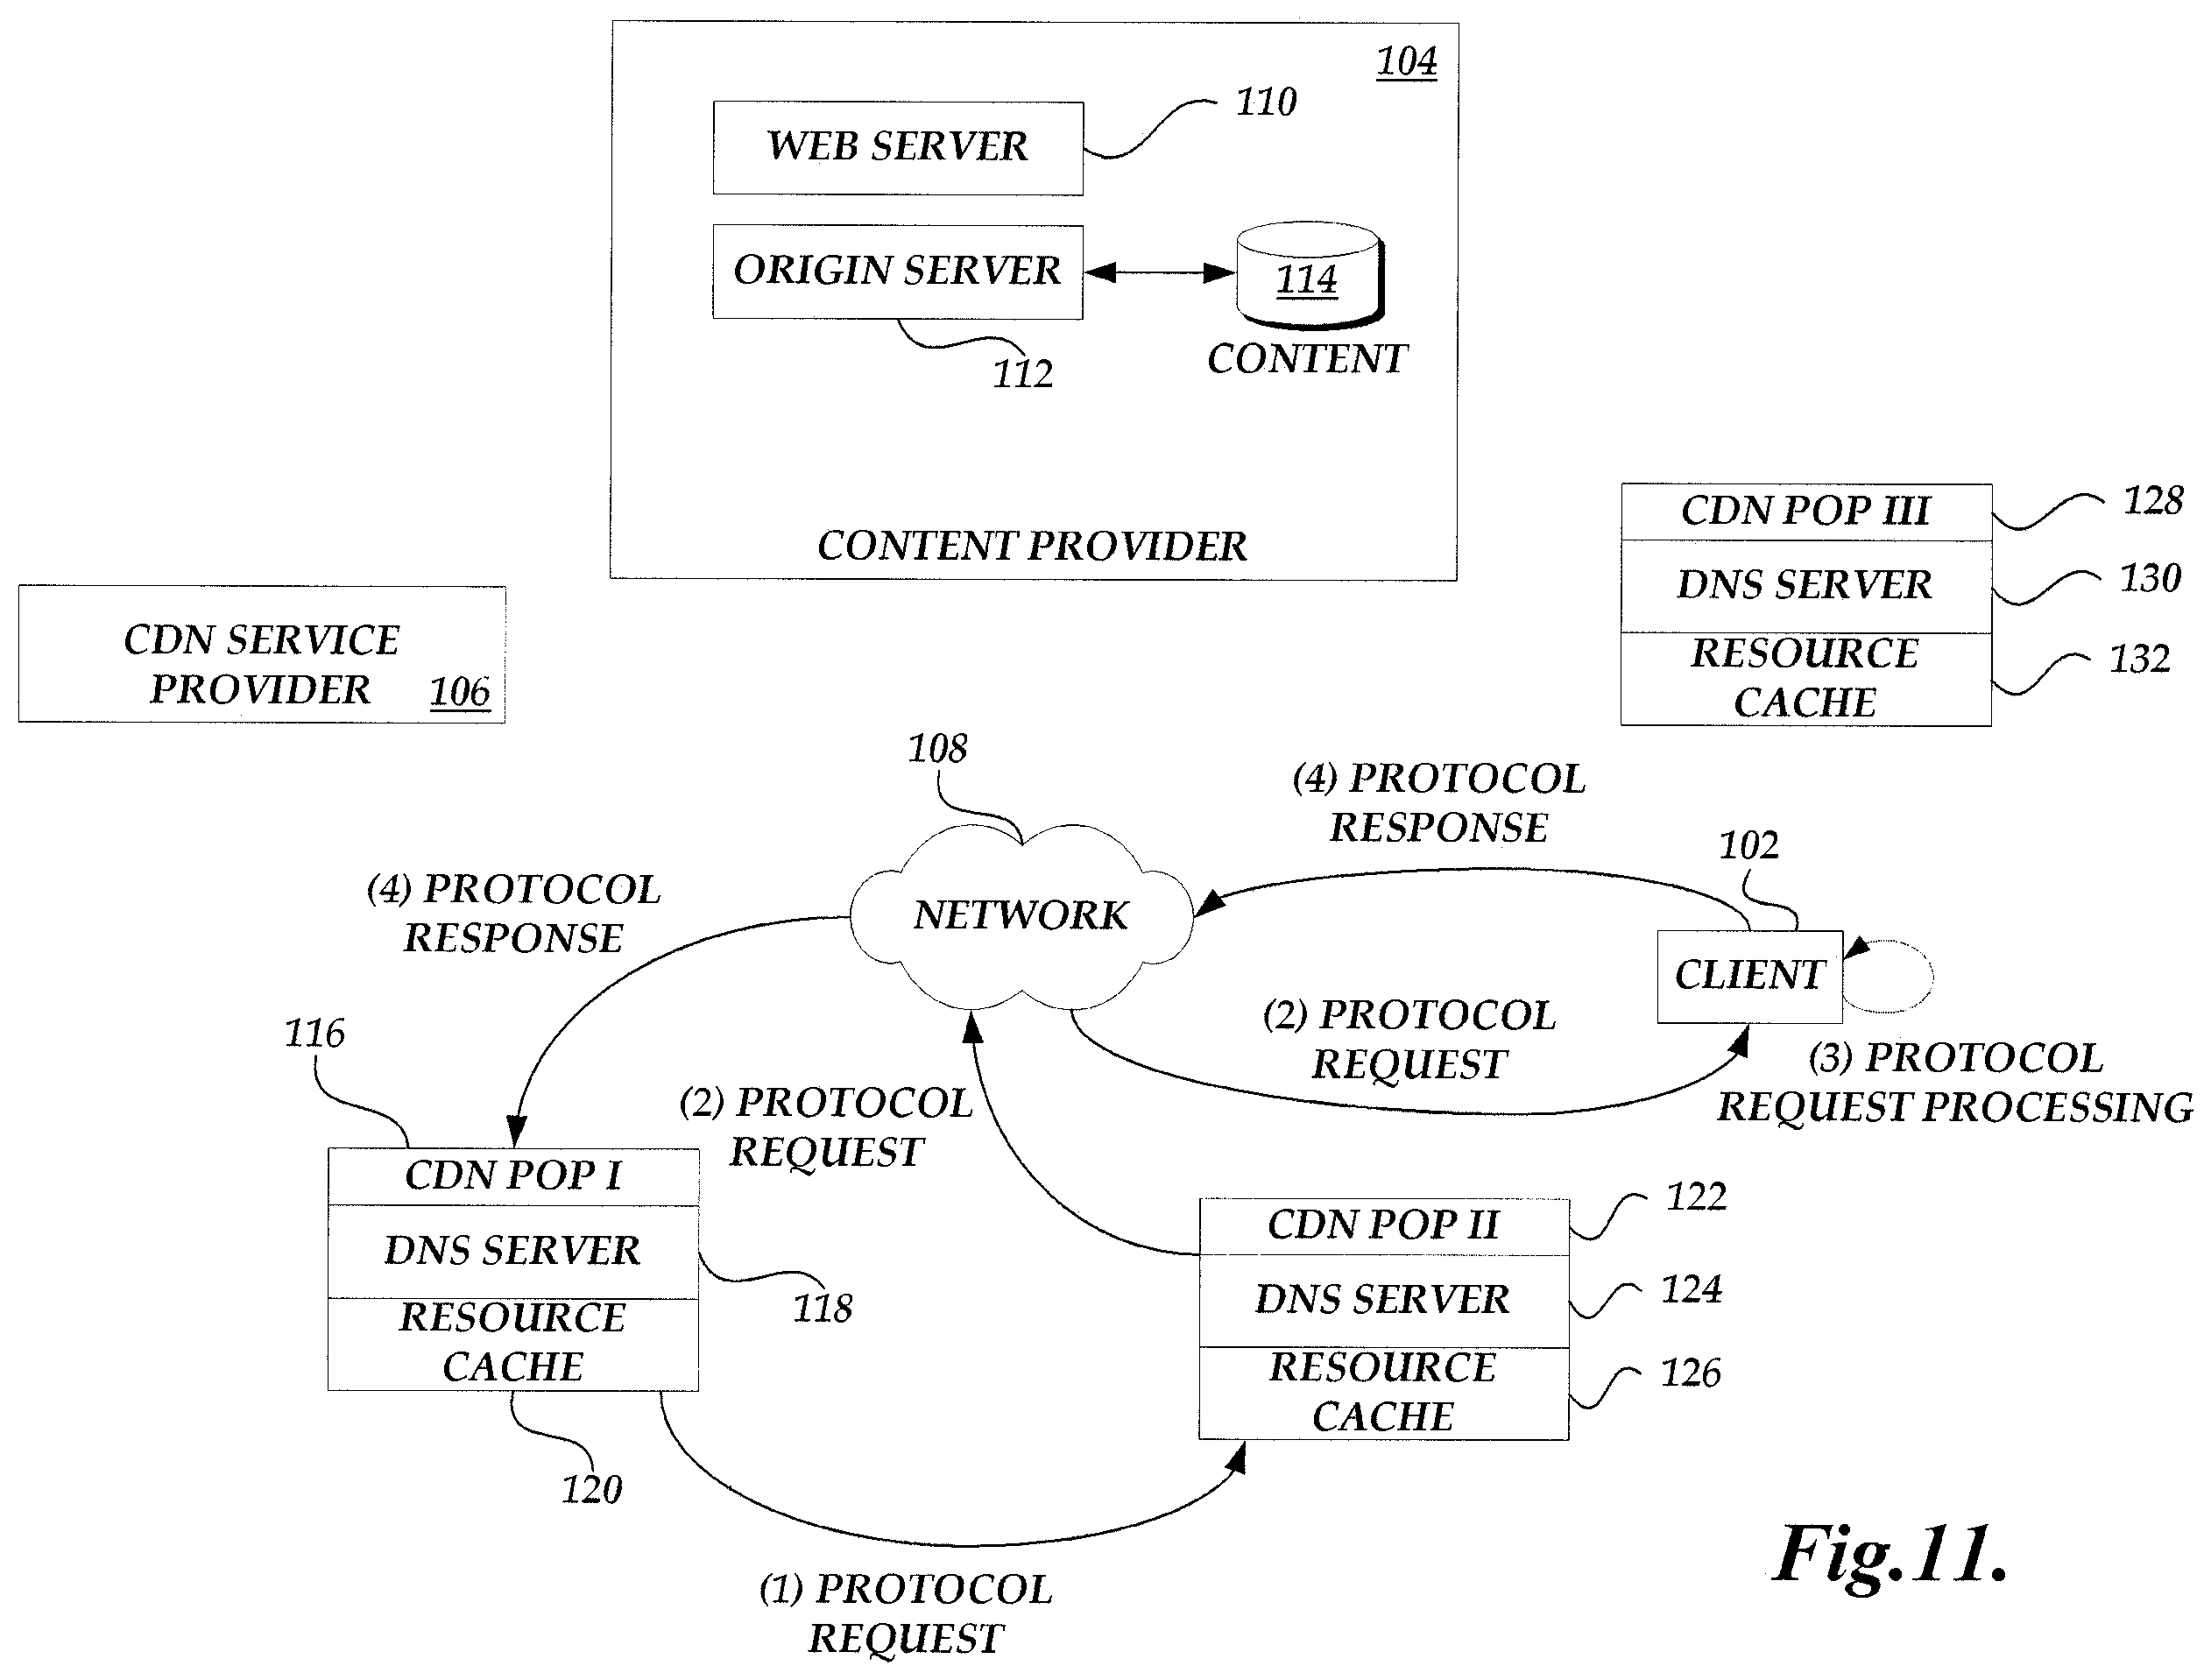 104
WEB SERVER
110
ORIGIN SERVER
114
CONTENT
112
CONTENT PROVIDER
CDN POP III
128
DNS SERVER
130
RESOURCE
CACHE
132
CDN SERVICE
PROVIDER
106
108
NETWORK
(4) PROTOCOL
RESPONSE
102
CLIENT
(4) PROTOCOL
RESPONSE
(2) PROTOCOL
REQUEST
(3) PROTOCOL
REQUEST PROCESSING
116
(2) PROTOCOL
REQUEST
CDN POP I
DNS SERVER
118
RESOURCE
CACHE
120
CDN POP II
122
DNS SERVER
124
RESOURCE
CACHE
126
(1) PROTOCOL
REQUEST
Fig.11.